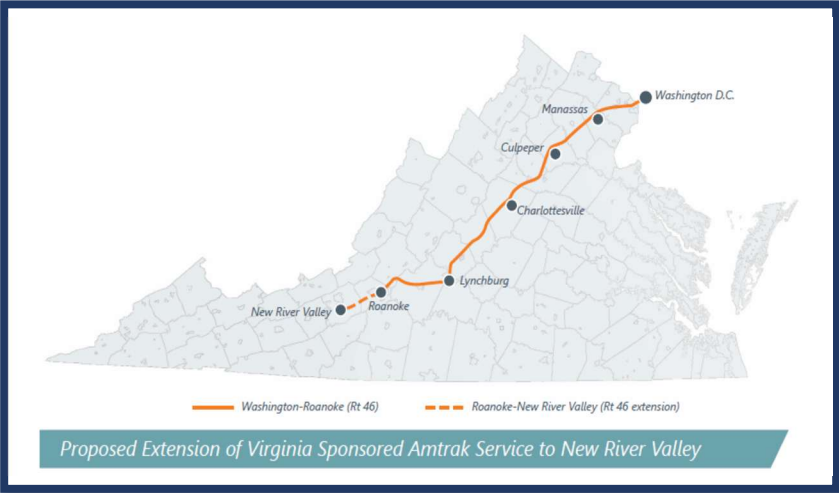 Washington D.C.
Manassas
Culpeper
Charlottesville
Lynchburg
Roanoke
New River Valley
Washington-Roanoke (Rt 46)
Roanoke-New River Valley (Rt 46 extension)
Proposed Extension of Virginia Sponsored Amtrak Service to New River Valley